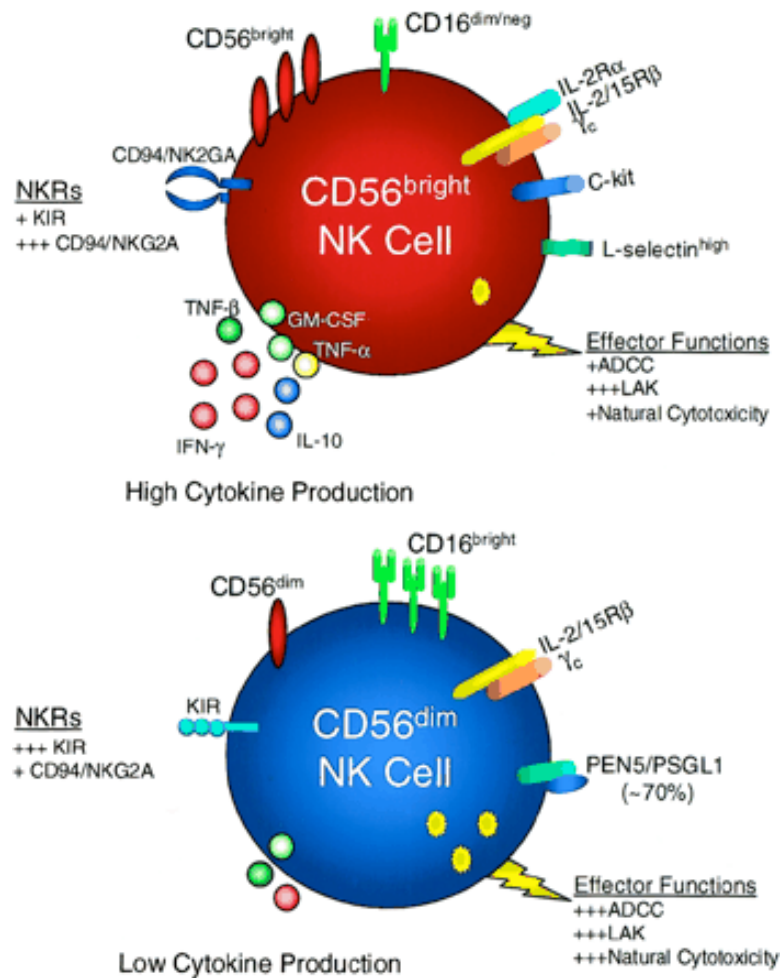 CD56bright
CD16dim/neg
IL-2Rα
IL-2/15Rβ
γc
CD94/NK2GA
NKRs
+ KIR
+++ CD94/NKG2A
CD56bright
NK Cell
C-kit
L-selectinhigh
TNF-β
GM-CSF
TNF-α
IFN-γ
IL-10
Effector Functions
+ADCC
+++LAK
+Natural Cytotoxicity
High Cytokine Production
CD16bright
CD56dim
IL-2/15Rβ
γc
KIR
NKRs
+++ KIR
+ CD94/NKG2A
CD56dim
NK Cell
PEN5/PSGL1
(~70%)
Effector Functions
+++ADCC
+++LAK
+++Natural Cytotoxicity
Low Cytokine Production